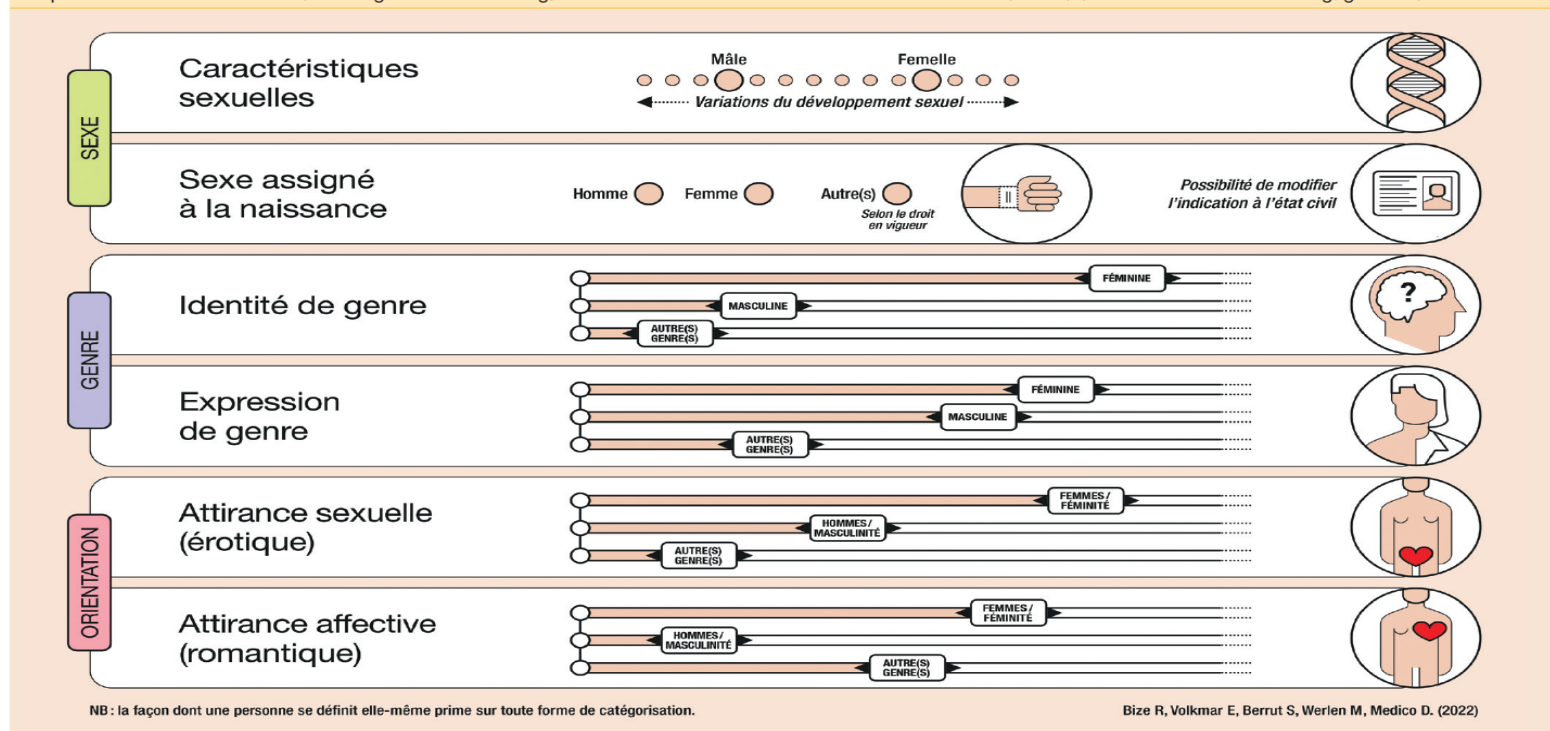 SEXE
Caractéristiques
sexuelles
Mâle
Femelle
Variations du développement sexuel
Sexe assigné
à la naissance
Homme
Femme
Autre(s)
Selon le droit
en vigueur
Possibilité de modifier
l'indication à l'état civil
GENRE
Identité de genre
FÉMININE
MASCULINE
AUTRE(S)
GENRE(S)
?
Expression
de genre
FÉMININE
MASCULINE
AUTRE(S)
GENRE(S)
ORIENTATION
Attirance sexuelle
(érotique)
FEMMES/
FÉMINITÉ
HOMMES/
MASCULINITÉ
AUTRE(S)
GENRE(S)
Attirance affective
(romantique)
FEMMES/
FÉMINITÉ
HOMMES/
MASCULINITÉ
AUTRE(S)
GENRE(S)
NB : la façon dont une personne se définit elle-même prime sur toute forme de catégorisation.
Bize R, Volkmar E, Berrut S, Werlen M, Medico D. (2022)